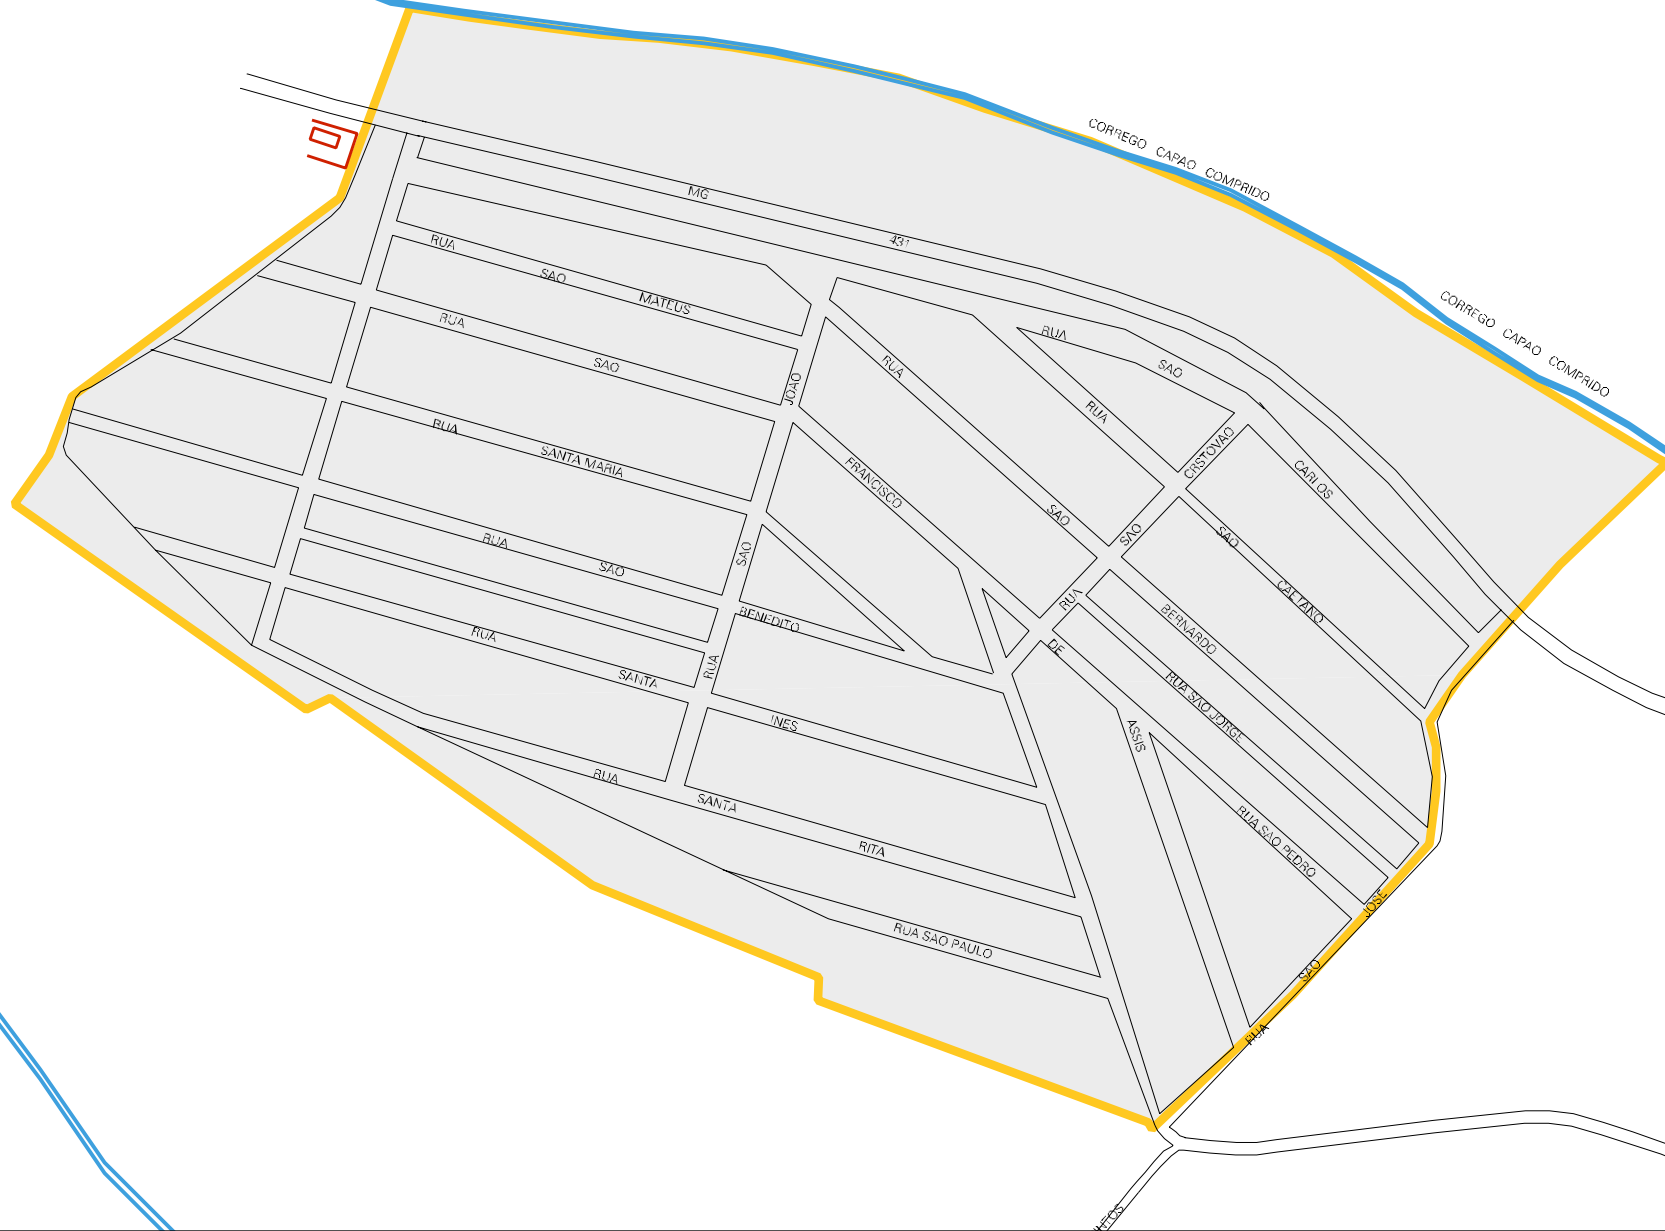 CORREGO CAPAO COMPRIDO
CORREGO CAPAO COMPRIDO
MG 431
RUA SAO MATEUS
RUA SAO JOAO
RUA SAO
RUA SANTA MARIA
RUA SAO BENEDITO
RUA SANTA INES
RUA SANTA RITA
RUA SAO PAULO
RUA SAO CARLOS
RUA SAO CRSTOVAO
RUA SAO CAETANO
RUA SAO BERNARDO
FRANCISCO DE ASSIS
RUA SAO JORGE
RUA SAO PEDRO
RUA SAO JOSE